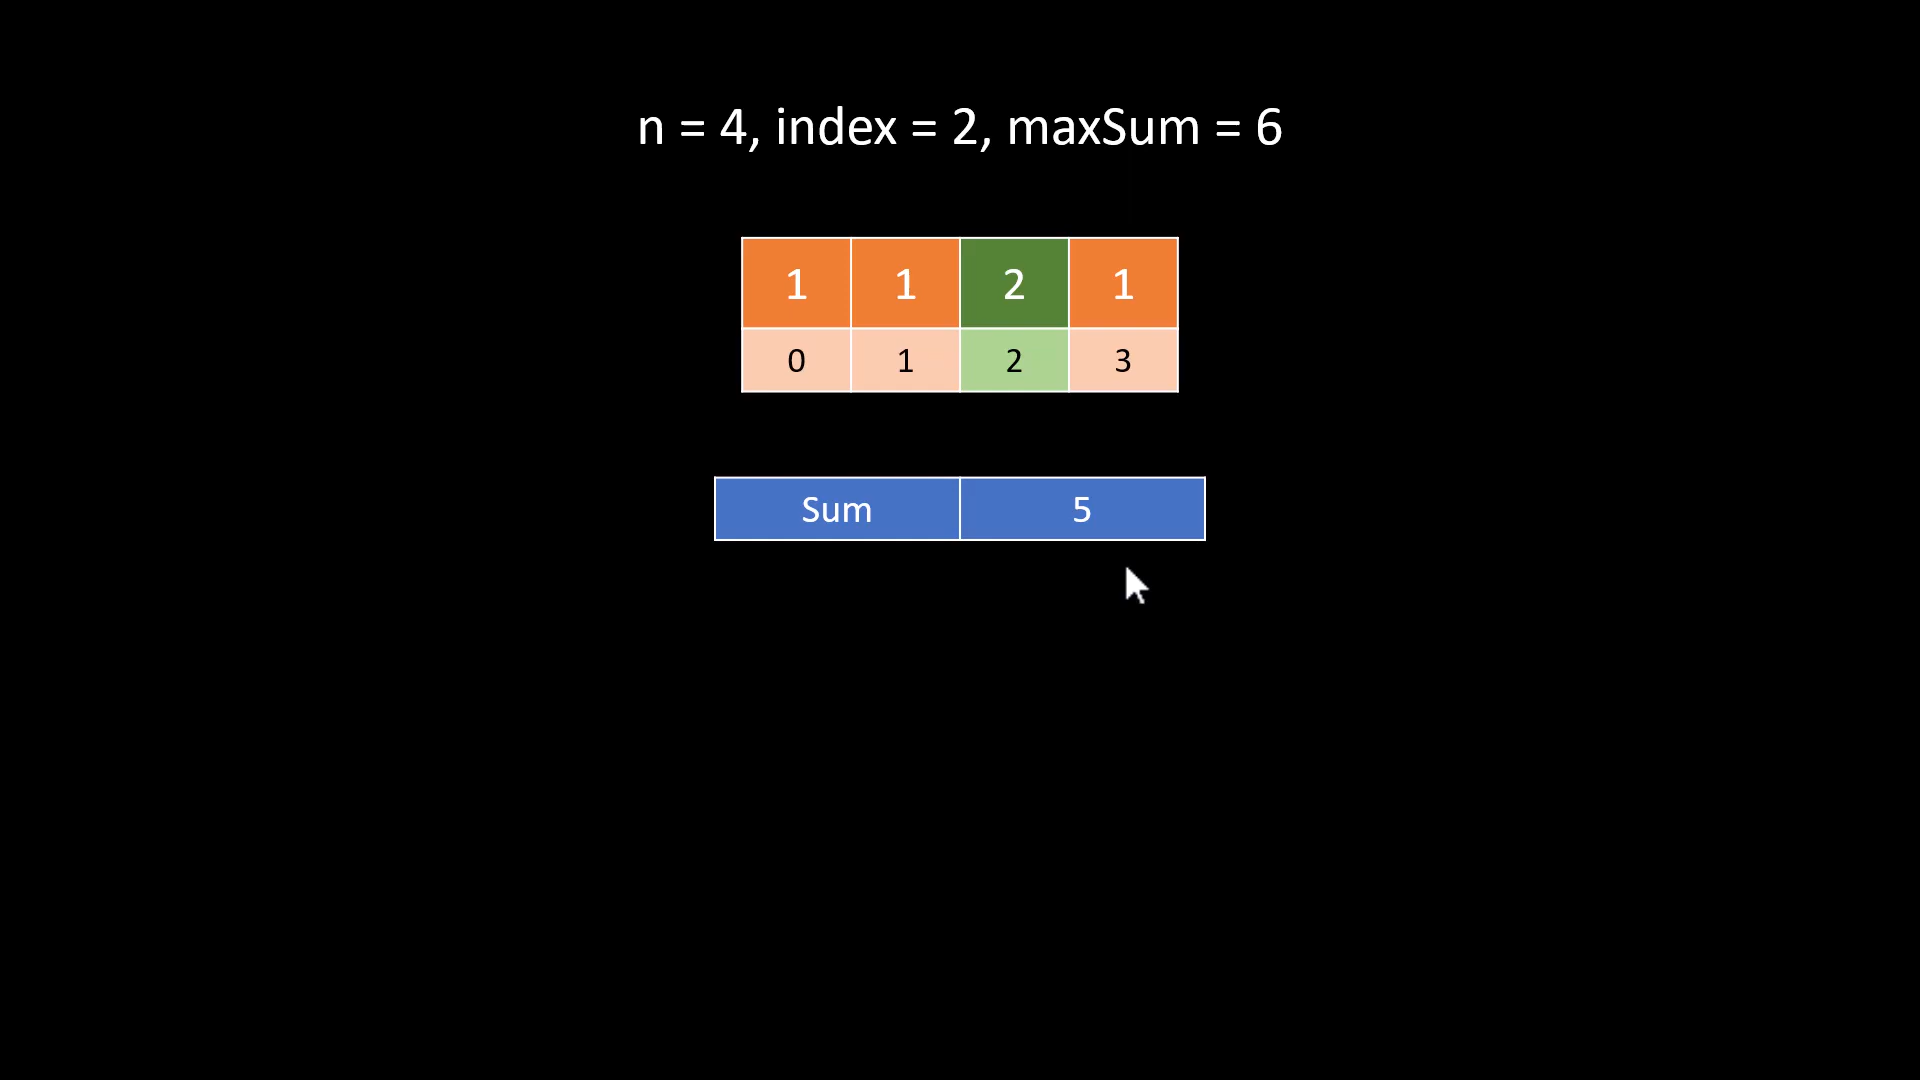 n = 4, index = 2, maxSum = 6
1 1 2 1
0 1 2 3
Sum 5